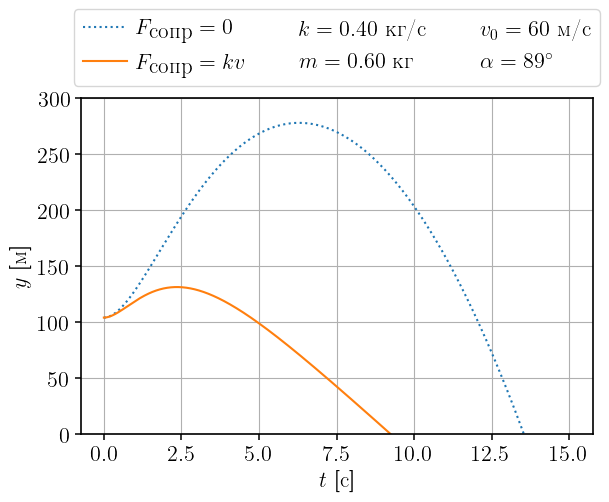 F_сопр = 0 k = 0.40 кг/с v_0 = 60 м/с
F_сопр = kv m = 0.60 кг α = 89°
300
250
200
150
100
50
0
y [м]
0.0 2.5 5.0 7.5 10.0 12.5 15.0
t [с]